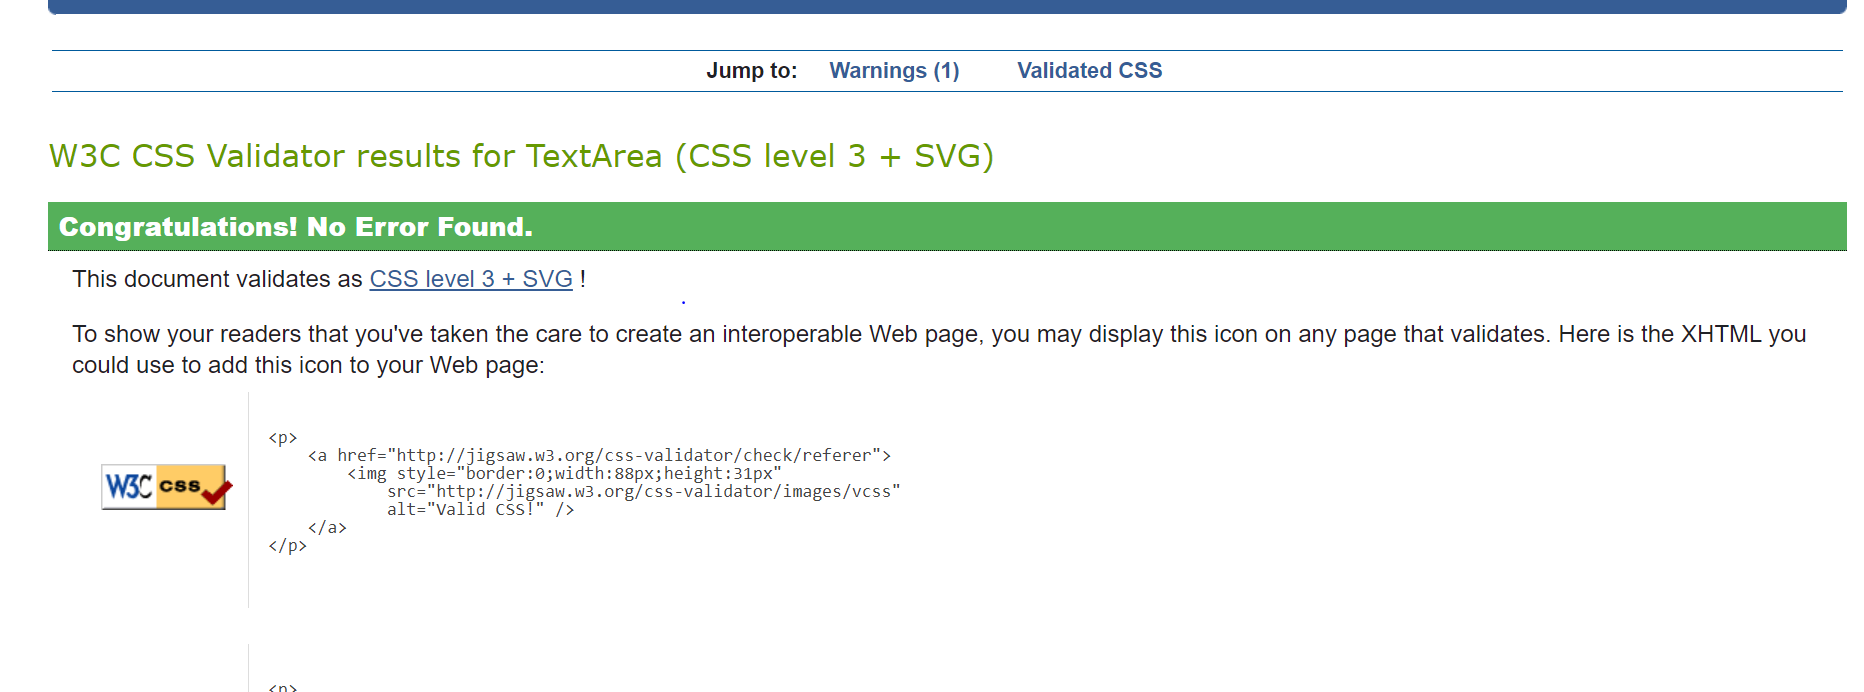 Jump to: Warnings (1) Validated CSS
W3C CSS Validator results for TextArea (CSS level 3 + SVG)
Congratulations! No Error Found.
This document validates as CSS level 3 + SVG !
To show your readers that you've taken the care to create an interoperable Web page, you may display this icon on any page that validates. Here is the XHTML you
could use to add this icon to your Web page:
W3C css
<p>
    <a href="http://jigsaw.w3.org/css-validator/check/referer">
        <img style="border:0;width:88px;height:31px"
            src="http://jigsaw.w3.org/css-validator/images/vcss"
            alt="Valid CSS!" />
    </a>
</p>
<p>